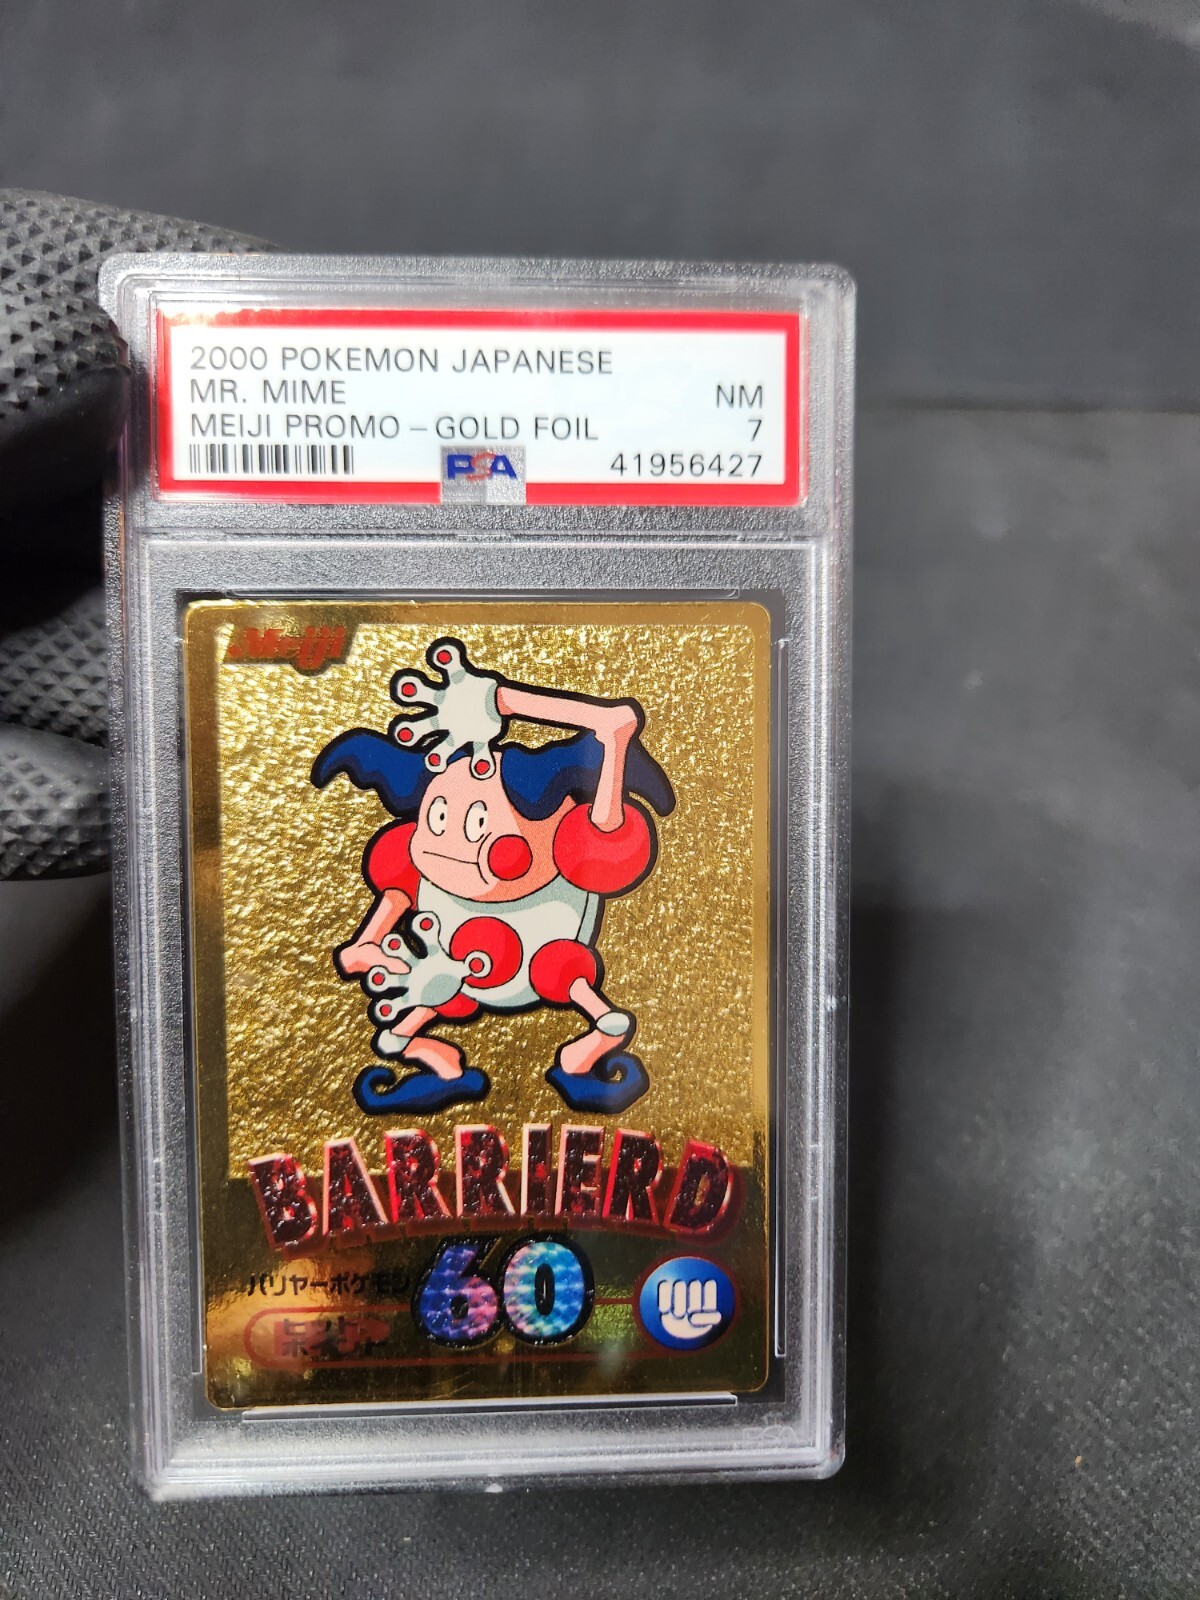 2000 POKEMON JAPANESE
MR. MIME
NM
MEIJI PROMO - GOLD FOIL
7
PSA
41956427
Meiji
BARRIERD
60
バリヤーポケモン